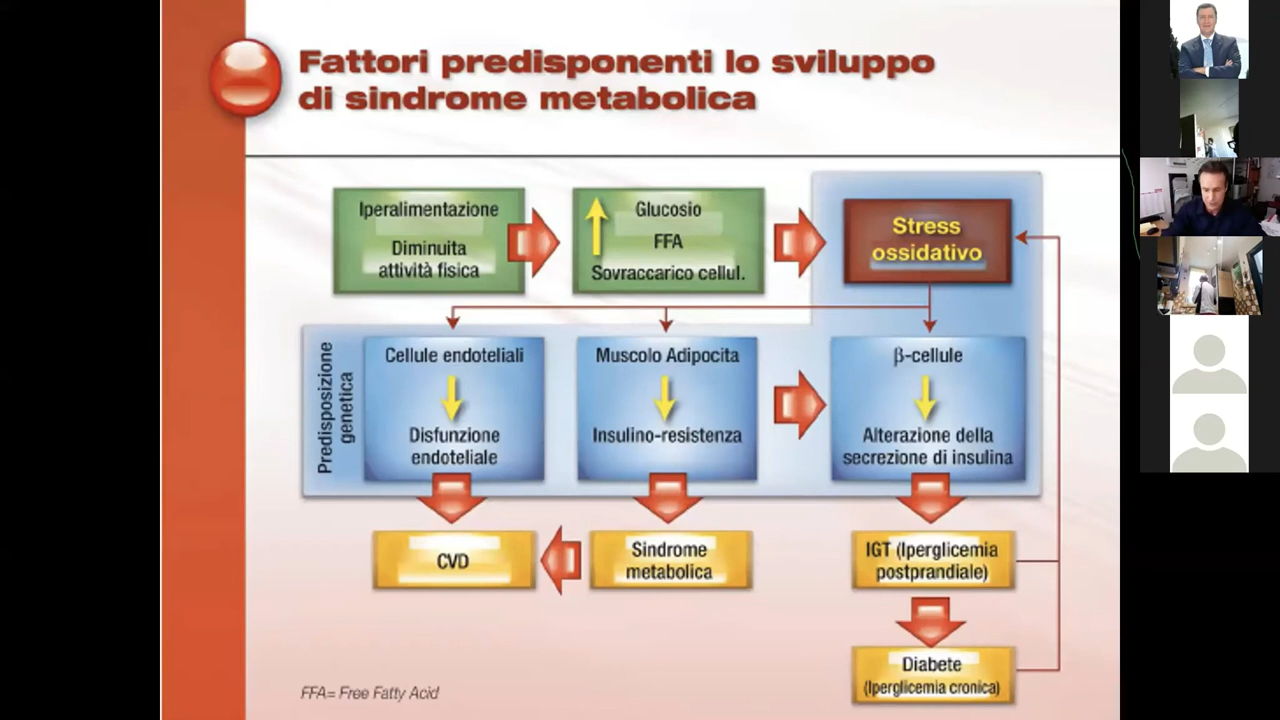 Fattori predisponenti lo sviluppo
di sindrome metabolica
Iperalimentazione
Diminuita
attività fisica
Glucosio
FFA
Sovraccarico cellul.
Stress
ossidativo
Predisposizione
genetica
Cellule endoteliali
Disfunzione
endoteliale
Muscolo Adipocita
Insulino-resistenza
β-cellule
Alterazione della
secrezione di insulina
CVD
Sindrome
metabolica
IGT (Iperglicemia
postprandiale)
Diabete
(Iperglicemia cronica)
FFA= Free Fatty Acid